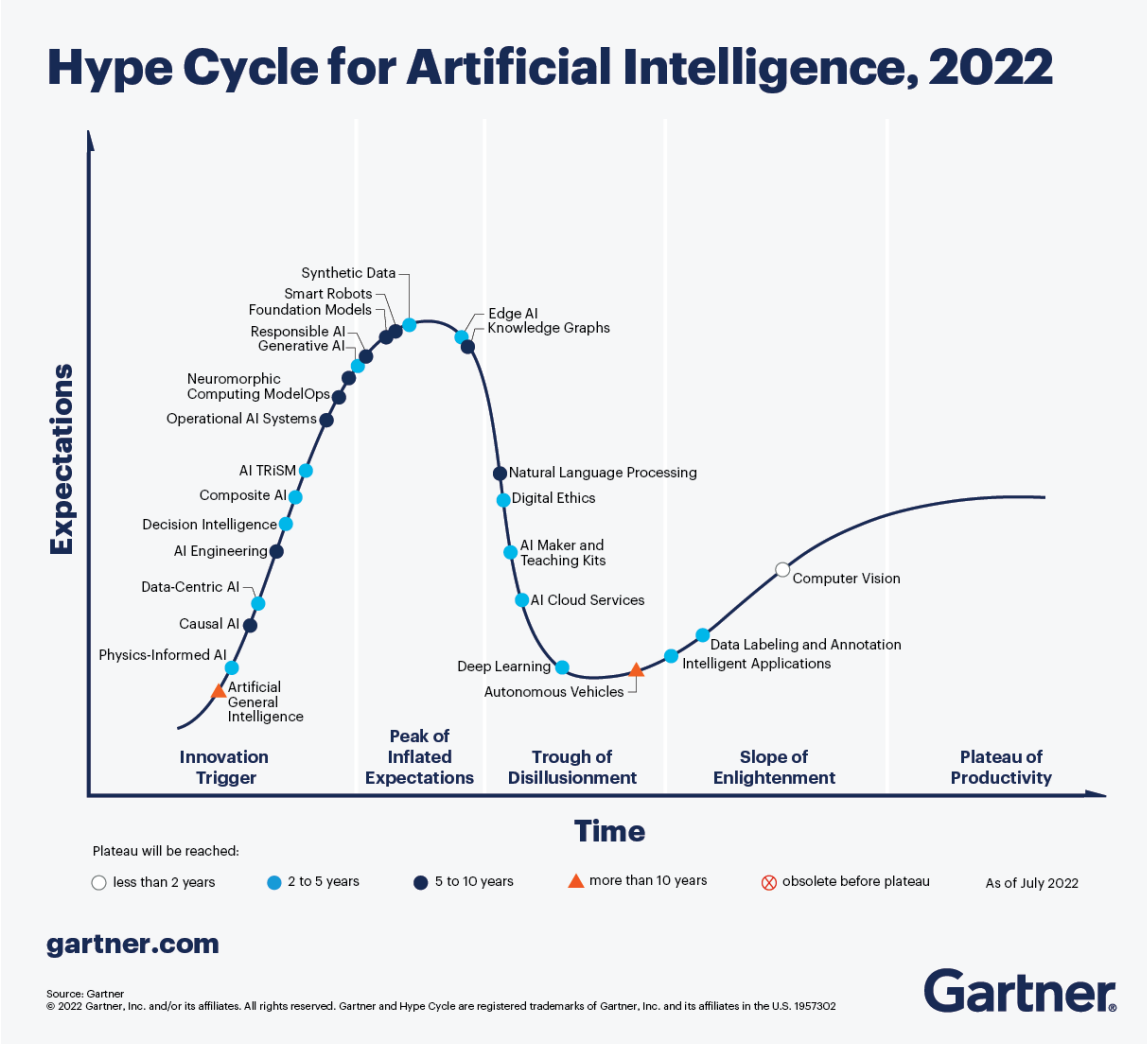 Hype Cycle for Artificial Intelligence, 2022
Expectations
Synthetic Data
Smart Robots
Foundation Models
Responsible AI
Generative AI
Neuromorphic
Computing ModelOps
Operational AI Systems
AI TRiSM
Composite AI
Decision Intelligence
AI Engineering
Data-Centric AI
Causal AI
Physics-Informed AI
Artificial
General
Intelligence
Edge AI
Knowledge Graphs
Natural Language Processing
Digital Ethics
AI Maker and
Teaching Kits
AI Cloud Services
Deep Learning
Autonomous Vehicles
Computer Vision
Data Labeling and Annotation
Intelligent Applications
Innovation
Trigger
Peak of
Inflated
Expectations
Trough of
Disillusionment
Slope of
Enlightenment
Plateau of
Productivity
Time
Plateau will be reached:
less than 2 years
2 to 5 years
5 to 10 years
more than 10 years
obsolete before plateau
As of July 2022
gartner.com
Source: Gartner
© 2022 Gartner, Inc. and/or its affiliates. All rights reserved. Gartner and Hype Cycle are registered trademarks of Gartner, Inc. and its affiliates in the U.S. 1957302
Gartner®